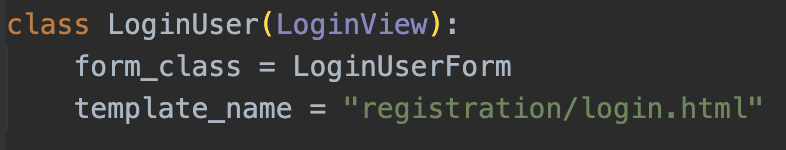 class LoginUser(LoginView):
    form_class = LoginUserForm
    template_name = "registration/login.html"